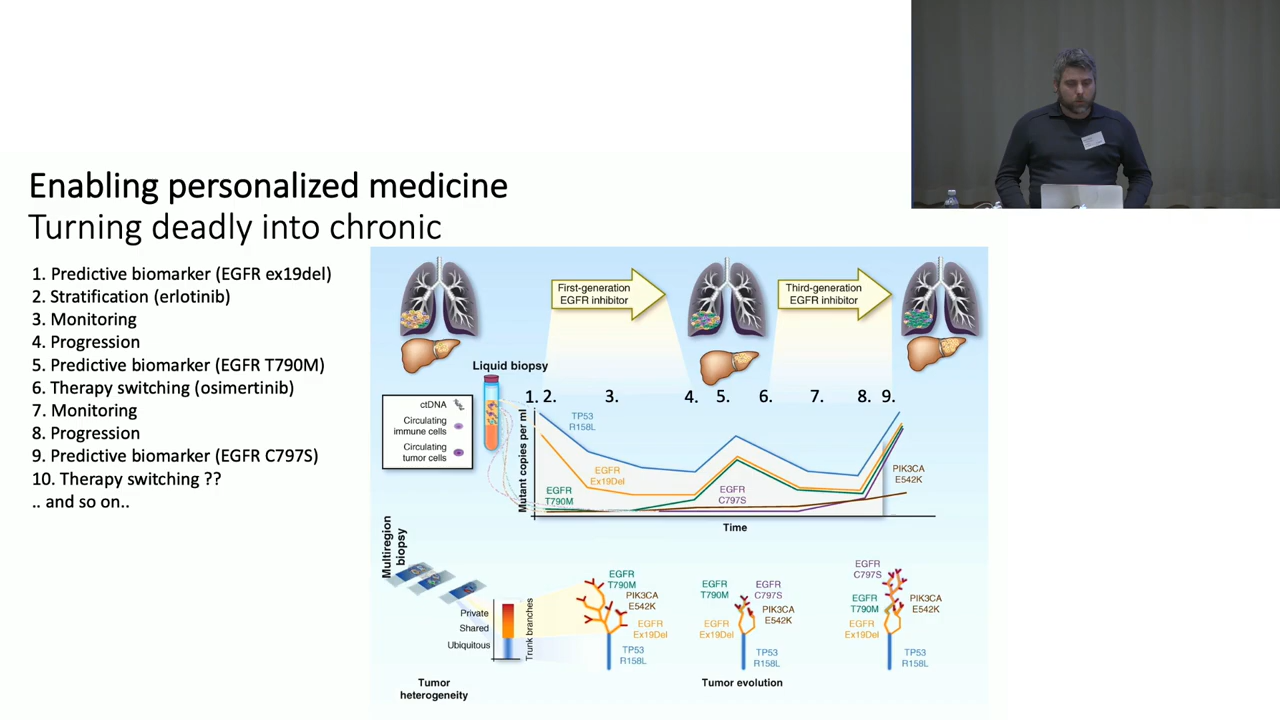 Enabling personalized medicine
Turning deadly into chronic
1. Predictive biomarker (EGFR ex19del)
2. Stratification (erlotinib)
3. Monitoring
4. Progression
5. Predictive biomarker (EGFR T790M)
6. Therapy switching (osimertinib)
7. Monitoring
8. Progression
9. Predictive biomarker (EGFR C797S)
10. Therapy switching ??
.. and so on..
First-generation
EGFR inhibitor
Third-generation
EGFR inhibitor
Liquid biopsy
ctDNA
Circulating
immune cells
Circulating
tumor cells
1. 2. 3. 4. 5. 6. 7. 8. 9.
Mutant copies per ml
TP53
R158L
EGFR
Ex19Del
EGFR
T790M
EGFR
C797S
PIK3CA
E542K
Time
Multiregion
biopsy
Private
Shared
Ubiquitous
Trunk branches
EGFR
T790M
PIK3CA
E542K
EGFR
Ex19Del
TP53
R158L
EGFR
T790M
EGFR
C797S
PIK3CA
E542K
EGFR
Ex19Del
TP53
R158L
EGFR
C797S
EGFR
T790M
PIK3CA
E542K
EGFR
Ex19Del
TP53
R158L
Tumor
heterogeneity
Tumor evolution